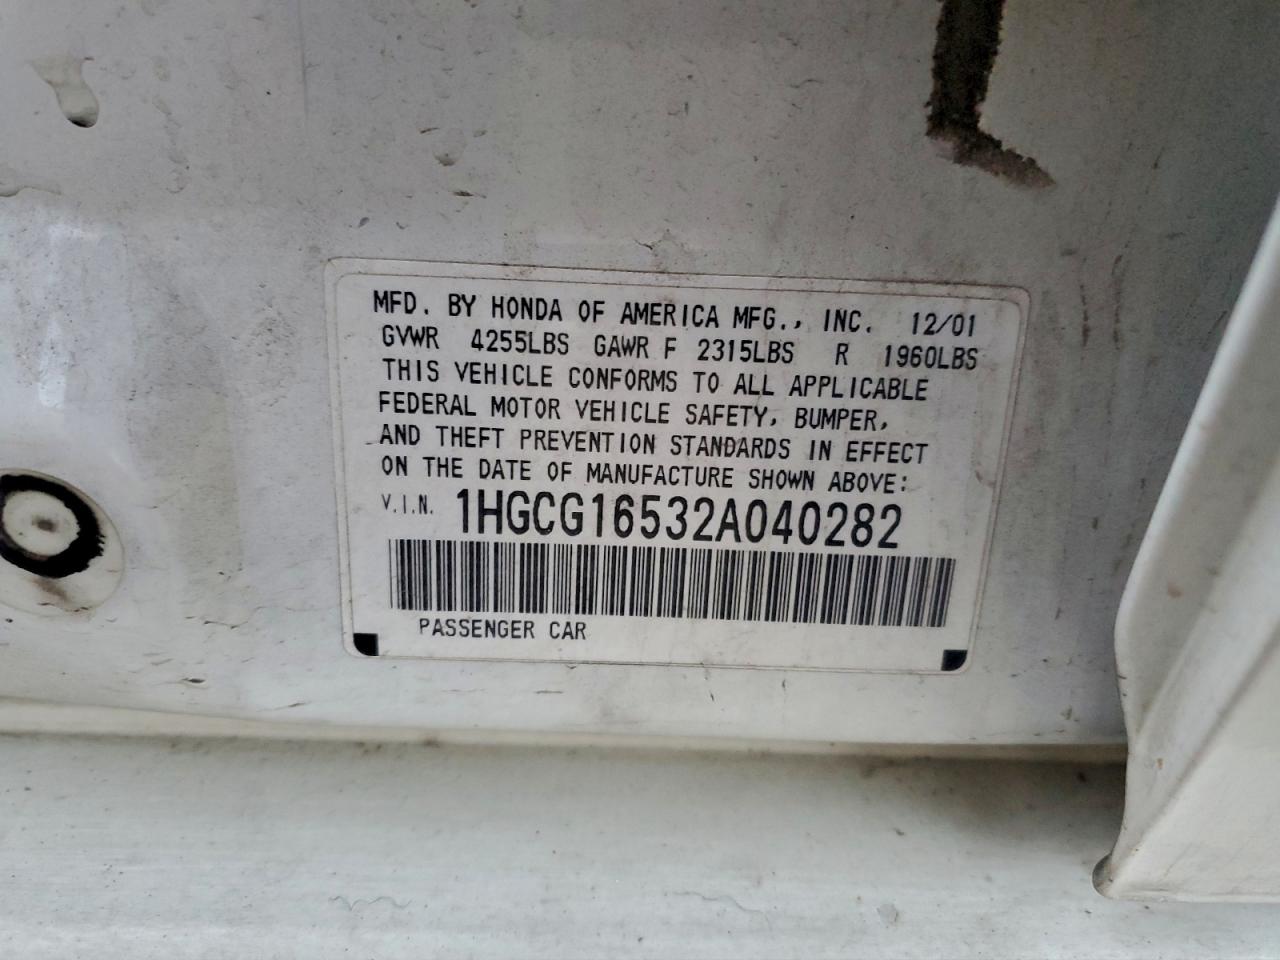 MFD. BY HONDA OF AMERICA MFG., INC. 12/01
GVWR 4255LBS GAWR F 2315LBS R 1960LBS
THIS VEHICLE CONFORMS TO ALL APPLICABLE
FEDERAL MOTOR VEHICLE SAFETY, BUMPER,
AND THEFT PREVENTION STANDARDS IN EFFECT
ON THE DATE OF MANUFACTURE SHOWN ABOVE:
V.I.N. 1HGCG16532A040282
PASSENGER CAR